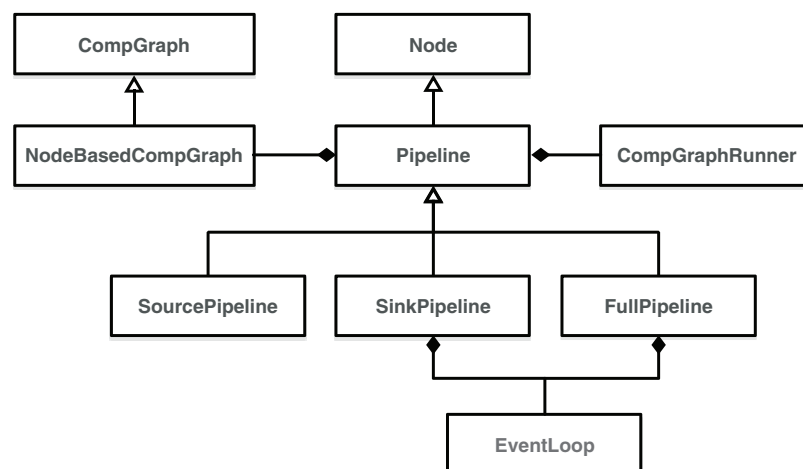 CompGraph
Node
NodeBasedCompGraph
Pipeline
CompGraphRunner
SourcePipeline
SinkPipeline
FullPipeline
EventLoop